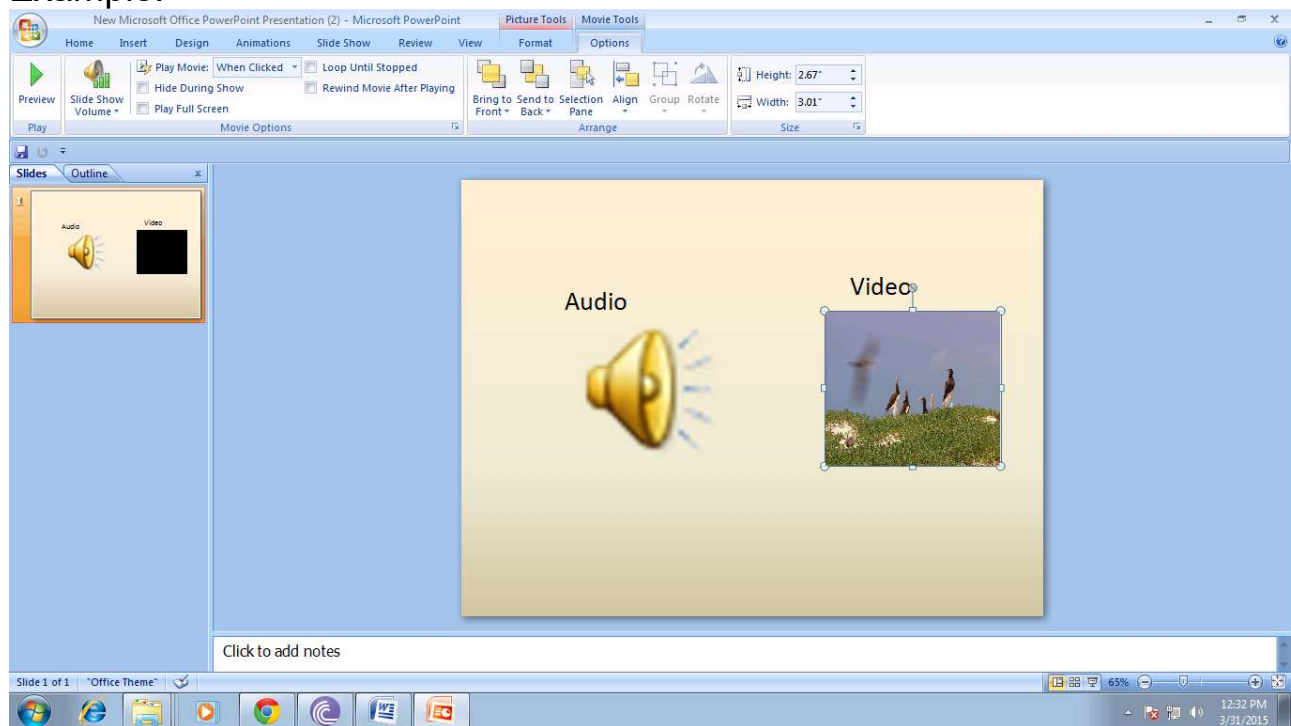 Example:
New Microsoft Office PowerPoint Presentation (2) - Microsoft PowerPoint
Picture Tools
Movie Tools
Home Insert Design Animations Slide Show Review View Format Options
Preview
Slide Show Volume
Play Movie: When Clicked
Hide During Show
Play Full Screen
Loop Until Stopped
Rewind Movie After Playing
Bring to Front
Send to Back
Selection Pane
Align
Group
Rotate
Height: 2.67"
Width: 3.01"
Play
Movie Options
Arrange
Size
Slides
Outline
x
1
Audio
Video
Audio
Video
Click to add notes
Slide 1 of 1
"Office Theme"
65%
12:32 PM
3/31/2015